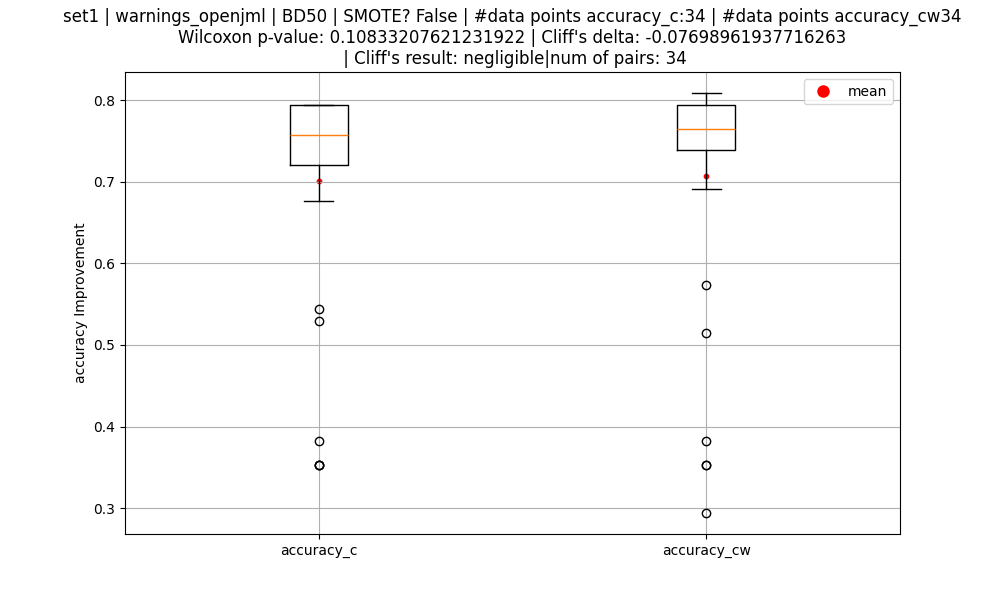 set1 | warnings_openjml | BD50 | SMOTE? False | #data points accuracy_c:34 | #data points accuracy_cw34
Wilcoxon p-value: 0.10833207621231922 | Cliff's delta: -0.07698961937716263
| Cliff's result: negligible|num of pairs: 34
mean
0.8
0.7
0.6
0.5
0.4
0.3
accuracy Improvement
accuracy_c
accuracy_cw